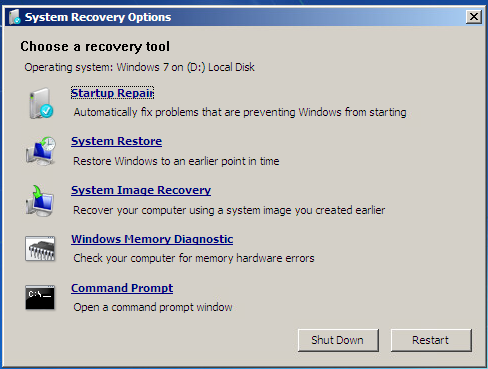 System Recovery Options
Choose a recovery tool
Operating system: Windows 7 on (D:) Local Disk
Startup Repair
Automatically fix problems that are preventing Windows from starting
System Restore
Restore Windows to an earlier point in time
System Image Recovery
Recover your computer using a system image you created earlier
Windows Memory Diagnostic
Check your computer for memory hardware errors
C:\_
Command Prompt
Open a command prompt window
Shut Down Restart